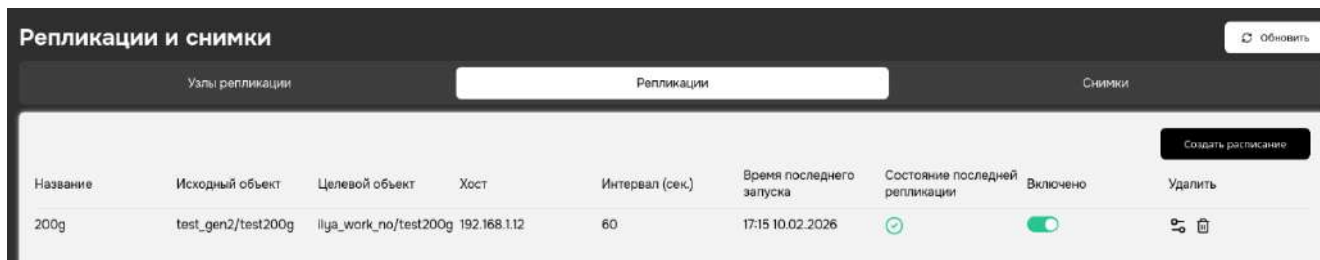 Репликации и снимки
Обновить
Узлы репликации Репликации Снимки
Создать расписание
Название Исходный объект Целевой объект Хост Интервал (сек.) Время последнего запуска Состояние последней репликации Включено Удалить
200g test_gen2/test200g ilya_work_no/test200g 192.168.1.12 60 17:15 10.02.2026